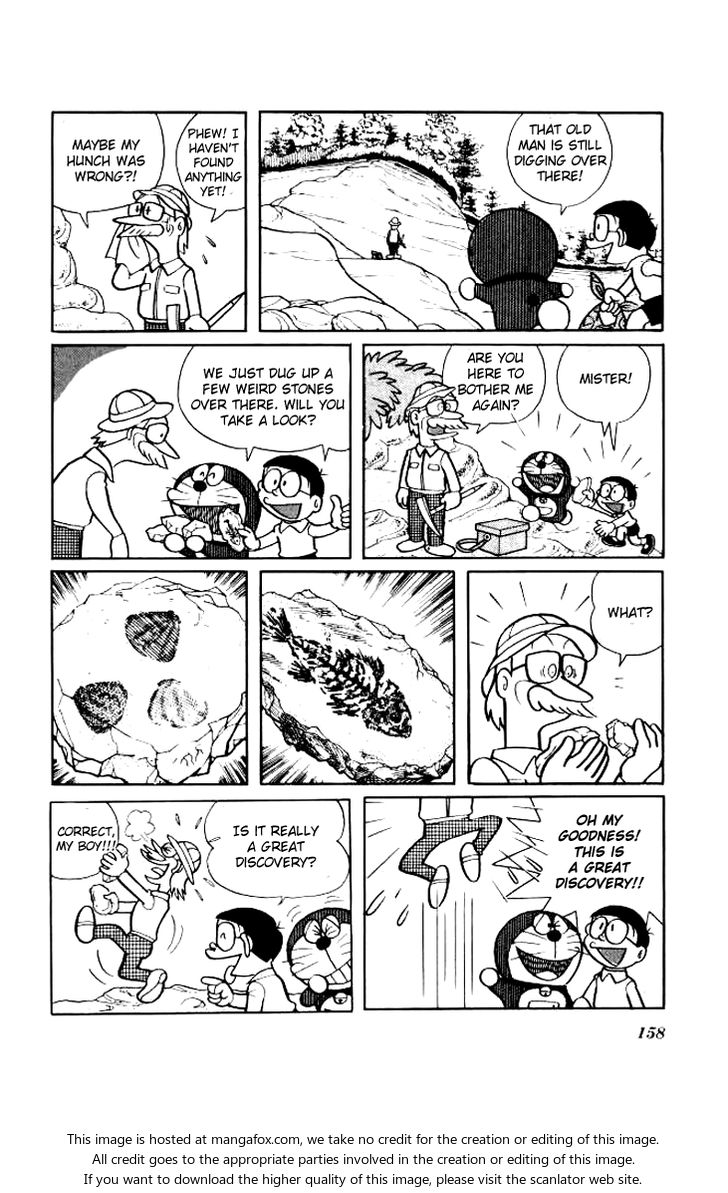 THAT OLD
MAN IS STILL
DIGGING OVER
THERE!
PHEW! I
HAVEN'T
FOUND
ANYTHING
YET!
MAYBE MY
HUNCH WAS
WRONG?!
MISTER!
ARE YOU
HERE TO
BOTHER ME
AGAIN?
WE JUST DUG UP A
FEW WEIRD STONES
OVER THERE. WILL YOU
TAKE A LOOK?
WHAT?
OH MY
GOODNESS!
THIS IS
A GREAT
DISCOVERY!!
IS IT REALLY
A GREAT
DISCOVERY?
CORRECT,
MY BOY!!!
158
This image is hosted at mangafox.com, we take no credit for the creation or editing of this image.
All credit goes to the appropriate parties involved in the creation or editing of this image.
If you want to download the higher quality of this image, please visit the scanlator web site.